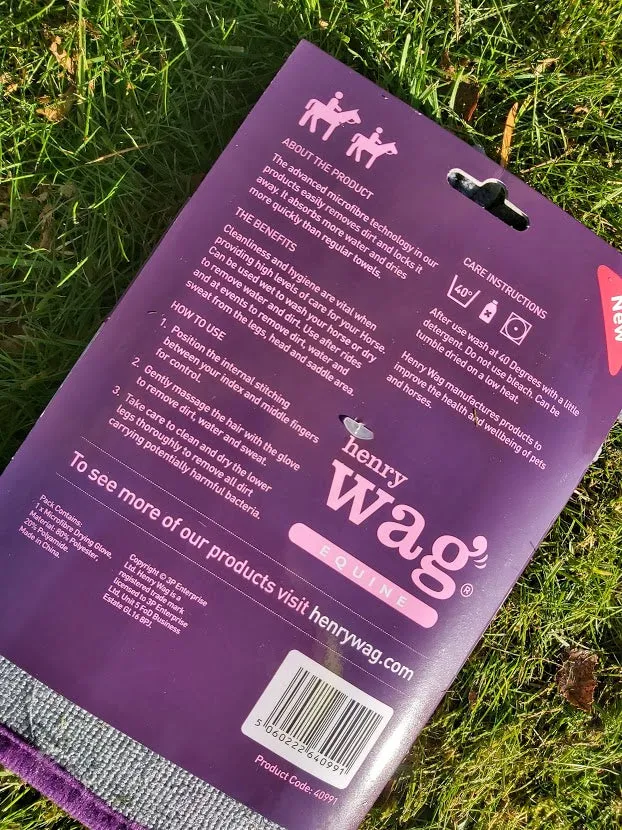 ABOUT THE PRODUCT
The advanced microfibre technology in our
products easily removes dirt and locks it
away. It absorbs more water and dries
more quickly than regular towels.
THE BENEFITS
Cleanliness and hygiene are vital when
providing high levels of care for your Horse.
Can be used wet to wash your horse or dry
to remove water and dirt. Use after rides
and at events to remove dirt, water and
sweat from the legs, head and saddle area.
HOW TO USE
1. Position the internal stitching
between your index and middle fingers
for control.
2. Gently massage the hair with the glove
to remove dirt, water and sweat.
3. Take care to clean and dry the lower
legs thoroughly to remove all dirt
carrying potentially harmful bacteria.
CARE INSTRUCTIONS
40°
After use wash at 40 Degrees with a little
detergent. Do not use bleach. Can be
tumble dried on a low heat.
Henry Wag manufactures products to
improve the health and wellbeing of pets
and horses.
New
henry
wag®
EQUINE
To see more of our products visit henrywag.com
Pack Contains:
1 x Microfibre Drying Glove.
Material: 80% Polyester,
20% Polyamide.
Made in China.
Copyright © 3P Enterprise
Ltd. Henry Wag is a
registered trade mark
licensed to 3P Enterprise
Ltd. Unit 5 FoD Business
Estate GL16 8PJ.
5 060222 640991
Product Code: 40991